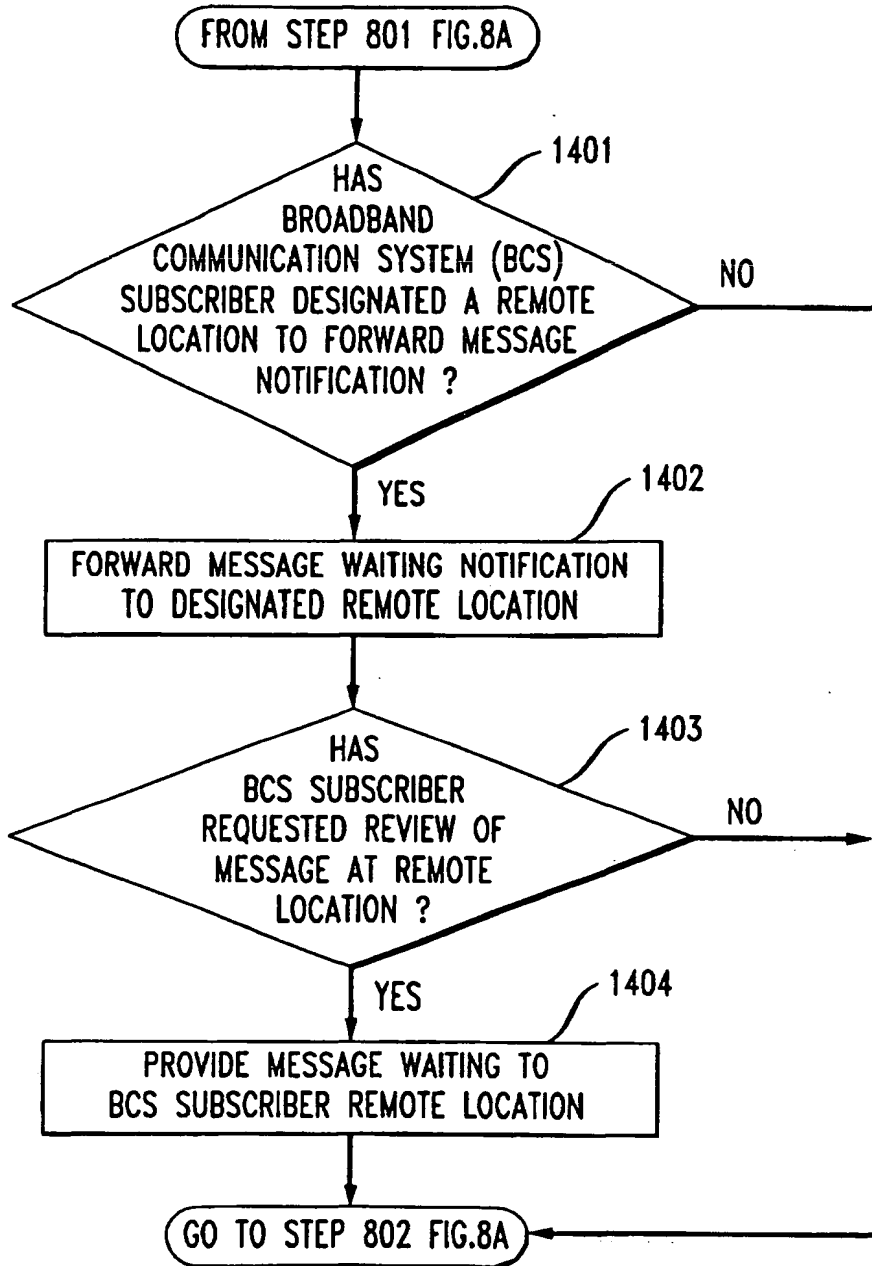 FROM STEP 801 FIG.8A
1401
HAS
BROADBAND
COMMUNICATION SYSTEM (BCS)
SUBSCRIBER DESIGNATED A REMOTE
LOCATION TO FORWARD MESSAGE
NOTIFICATION ?
NO
YES
1402
FORWARD MESSAGE WAITING NOTIFICATION
TO DESIGNATED REMOTE LOCATION
1403
HAS
BCS SUBSCRIBER
REQUESTED REVIEW OF
MESSAGE AT REMOTE
LOCATION ?
NO
YES
1404
PROVIDE MESSAGE WAITING TO
BCS SUBSCRIBER REMOTE LOCATION
GO TO STEP 802 FIG.8A